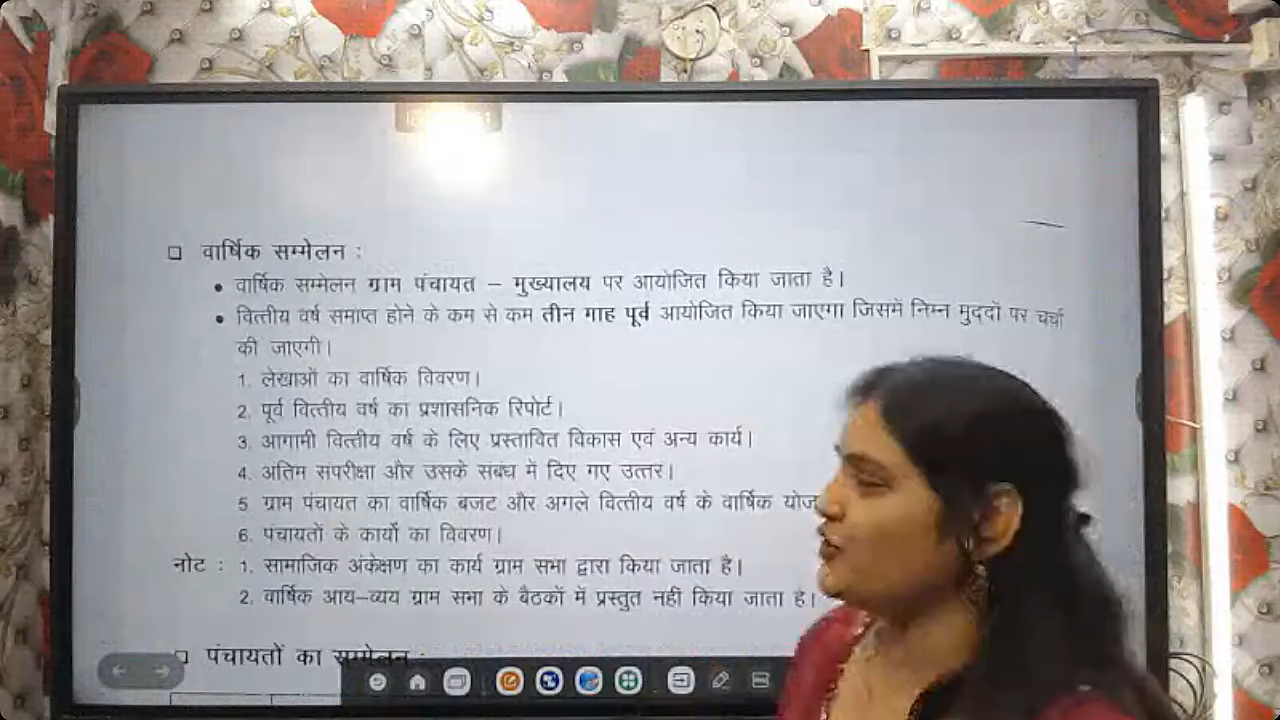 वार्षिक सम्मेलन :
वार्षिक सम्मेलन ग्राम पंचायत – मुख्यालय पर आयोजित किया जाता है।
वित्तीय वर्ष समाप्त होने के कम से कम तीन माह पूर्व आयोजित किया जाएगा जिसमें निम्न मुद्दों पर चर्चा
की जाएगी।
1. लेखाओं का वार्षिक विवरण।
2. पूर्व वित्तीय वर्ष का प्रशासनिक रिपोर्ट।
3. आगामी वित्तीय वर्ष के लिए प्रस्तावित विकास एवं अन्य कार्य।
4. अंतिम संपरीक्षा और उसके संबंध में दिए गए उत्तर।
5. ग्राम पंचायत का वार्षिक बजट और अगले वित्तीय वर्ष के वार्षिक
6. पंचायतों के कार्यों का विवरण।
नोट : 1. सामाजिक अंकेक्षण का कार्य ग्राम सभा द्वारा किया जाता है।
2. वार्षिक आय–व्यय ग्राम सभा के बैठकों में प्रस्तुत नहीं किया जाता है।
पंचायतों का सम्मेलन :